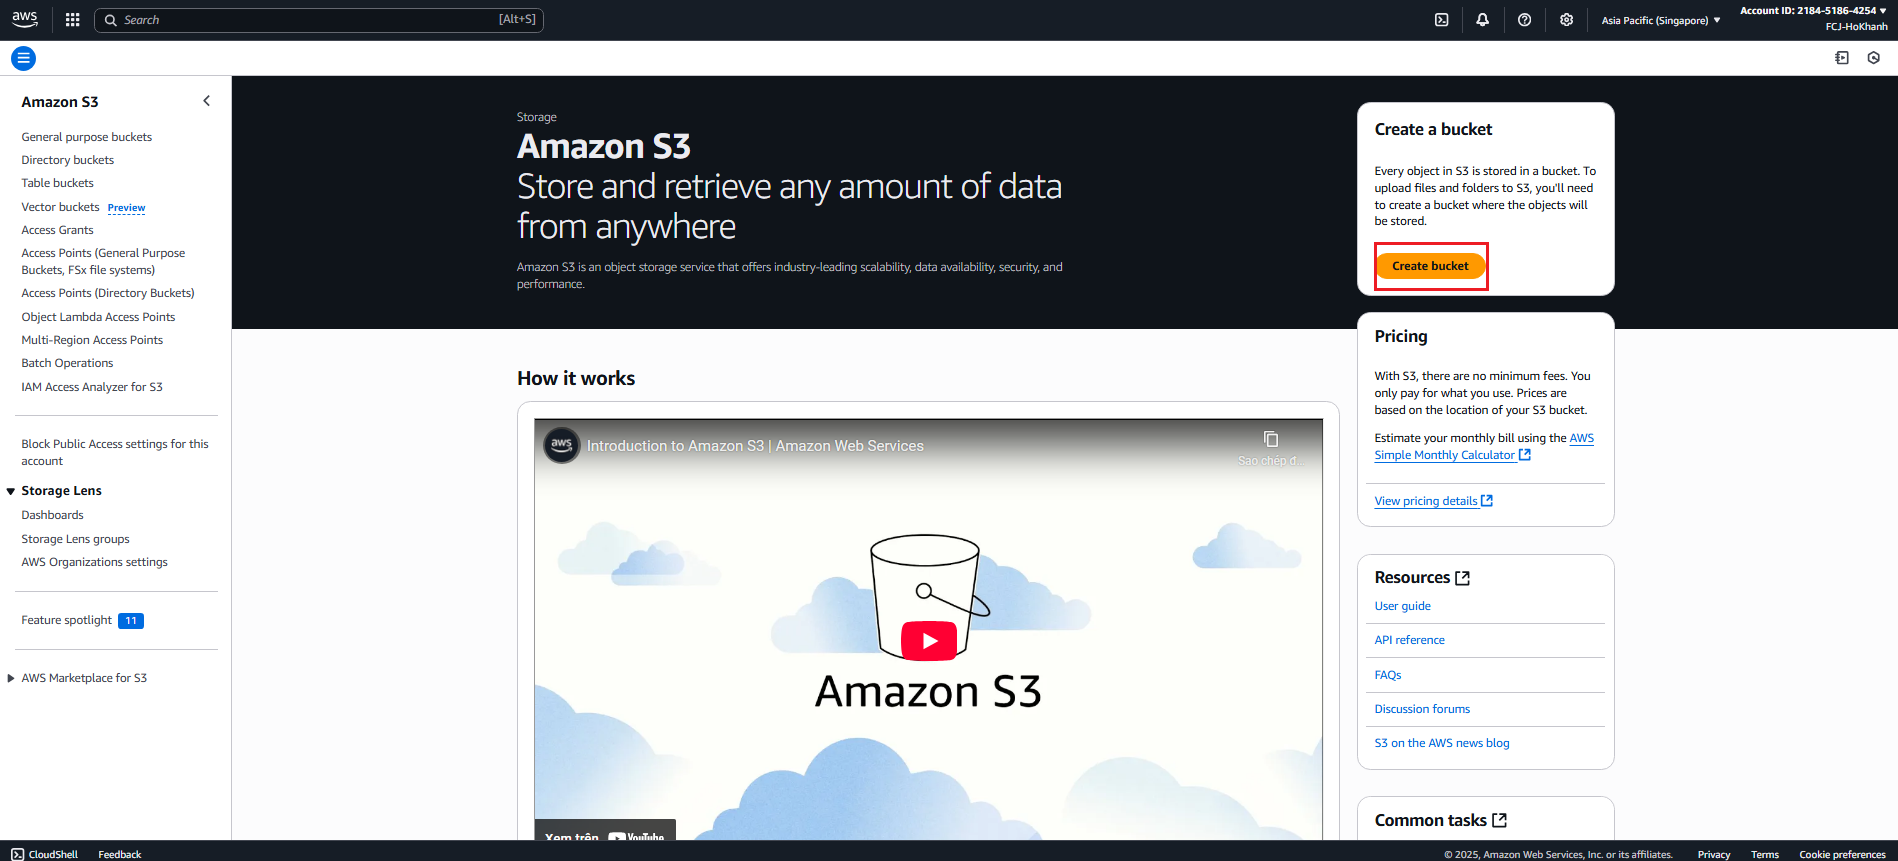 aws
Search
[Alt+S]
Asia Pacific (Singapore)
Account ID: 2184-5186-4254
FCJ-HoKhanh
Amazon S3
General purpose buckets
Directory buckets
Table buckets
Vector buckets Preview
Access Grants
Access Points (General Purpose
Buckets, FSx file systems)
Access Points (Directory Buckets)
Object Lambda Access Points
Multi-Region Access Points
Batch Operations
IAM Access Analyzer for S3
Block Public Access settings for this
account
Storage Lens
Dashboards
Storage Lens groups
AWS Organizations settings
Feature spotlight 11
AWS Marketplace for S3
Storage
Amazon S3
Store and retrieve any amount of data
from anywhere
Amazon S3 is an object storage service that offers industry-leading scalability, data availability, security, and
performance.
How it works
aws
Introduction to Amazon S3 | Amazon Web Services
Sao chép đ...
Amazon S3
Xem trên YouTube
Create a bucket
Every object in S3 is stored in a bucket. To
upload files and folders to S3, you'll need
to create a bucket where the objects will
be stored.
Create bucket
Pricing
With S3, there are no minimum fees. You
only pay for what you use. Prices are
based on the location of your S3 bucket.
Estimate your monthly bill using the AWS
Simple Monthly Calculator
View pricing details
Resources
User guide
API reference
FAQs
Discussion forums
S3 on the AWS news blog
Common tasks
CloudShell
Feedback
© 2025, Amazon Web Services, Inc. or its affiliates.
Privacy
Terms
Cookie preferences